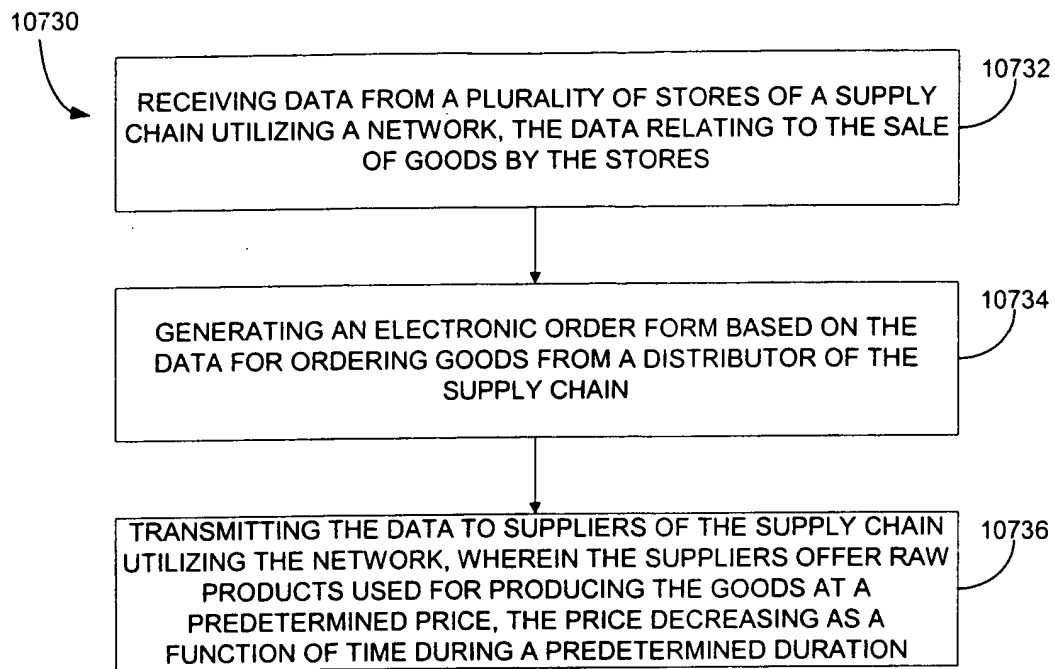 10730
10732
RECEIVING DATA FROM A PLURALITY OF STORES OF A SUPPLY
CHAIN UTILIZING A NETWORK, THE DATA RELATING TO THE SALE
OF GOODS BY THE STORES
10734
GENERATING AN ELECTRONIC ORDER FORM BASED ON THE
DATA FOR ORDERING GOODS FROM A DISTRIBUTOR OF THE
SUPPLY CHAIN
10736
TRANSMITTING THE DATA TO SUPPLIERS OF THE SUPPLY CHAIN
UTILIZING THE NETWORK, WHEREIN THE SUPPLIERS OFFER RAW
PRODUCTS USED FOR PRODUCING THE GOODS AT A
PREDETERMINED PRICE, THE PRICE DECREASING AS A
FUNCTION OF TIME DURING A PREDETERMINED DURATION